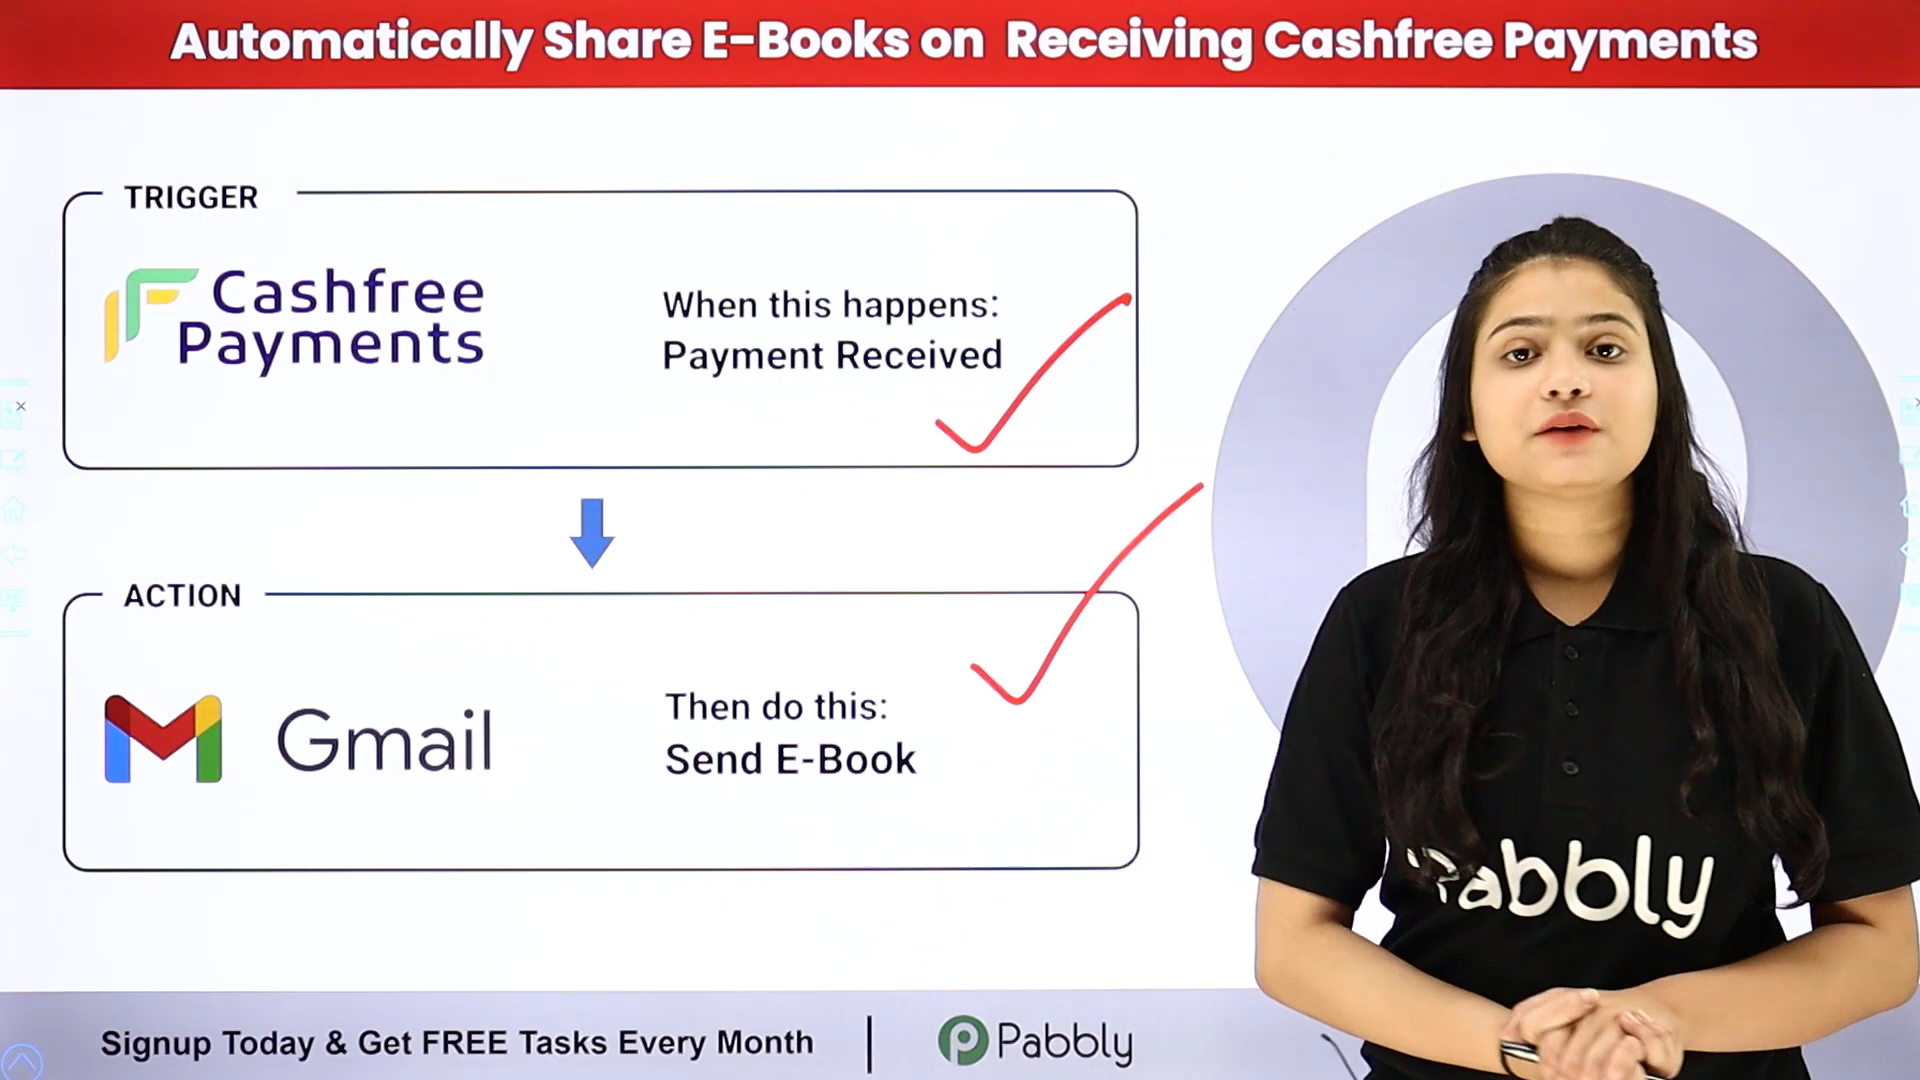 Automatically Share E-Books on Receiving Cashfree Payments
TRIGGER
Cashfree
Payments
When this happens:
Payment Received
ACTION
Gmail
Then do this:
Send E-Book
Pabbly
Signup Today & Get FREE Tasks Every Month
Pabbly